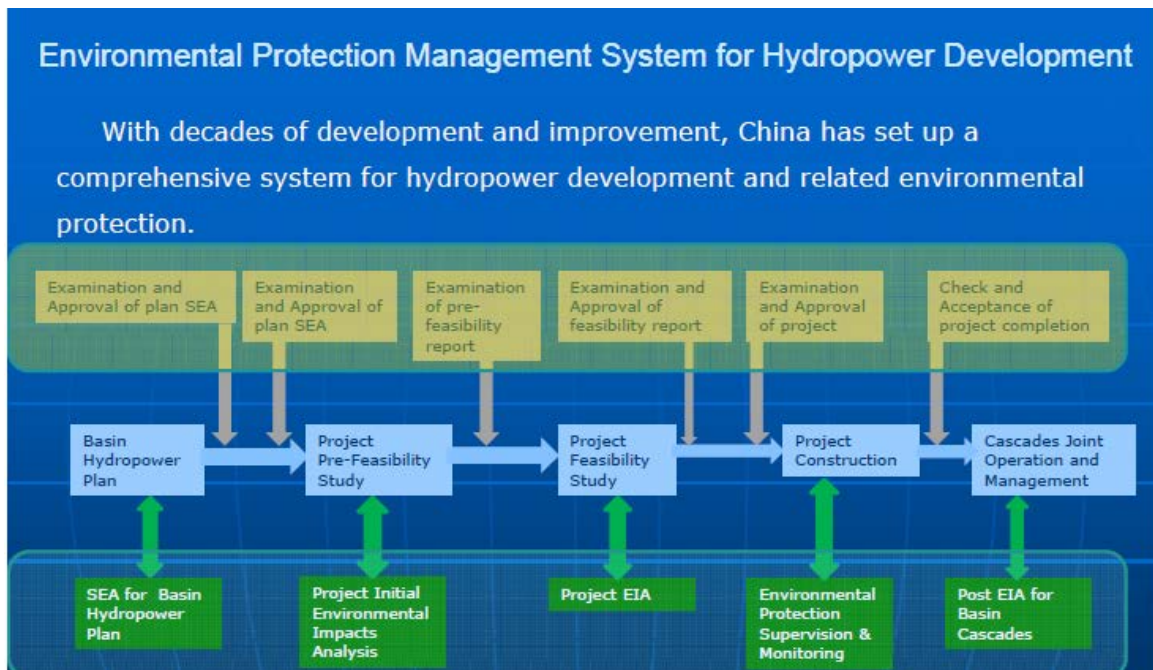 Environmental Protection Management System for Hydropower Development
With decades of development and improvement, China has set up a
comprehensive system for hydropower development and related environmental
protection.
Examination and
Approval of plan SEA
Examination
and Approval of
plan SEA
Examination
of pre-
feasibility
report
Examination and
Approval of
feasibility report
Examination
and Approval
of project
Check and
Acceptance of
project completion
Basin
Hydropower
Plan
Project
Pre-Feasibility
Study
Project
Feasibility
Study
Project
Construction
Cascades Joint
Operation and
Management
SEA for Basin
Hydropower
Plan
Project Initial
Environmental
Impacts
Analysis
Project EIA
Environmental
Protection
Supervision &
Monitoring
Post EIA for
Basin
Cascades